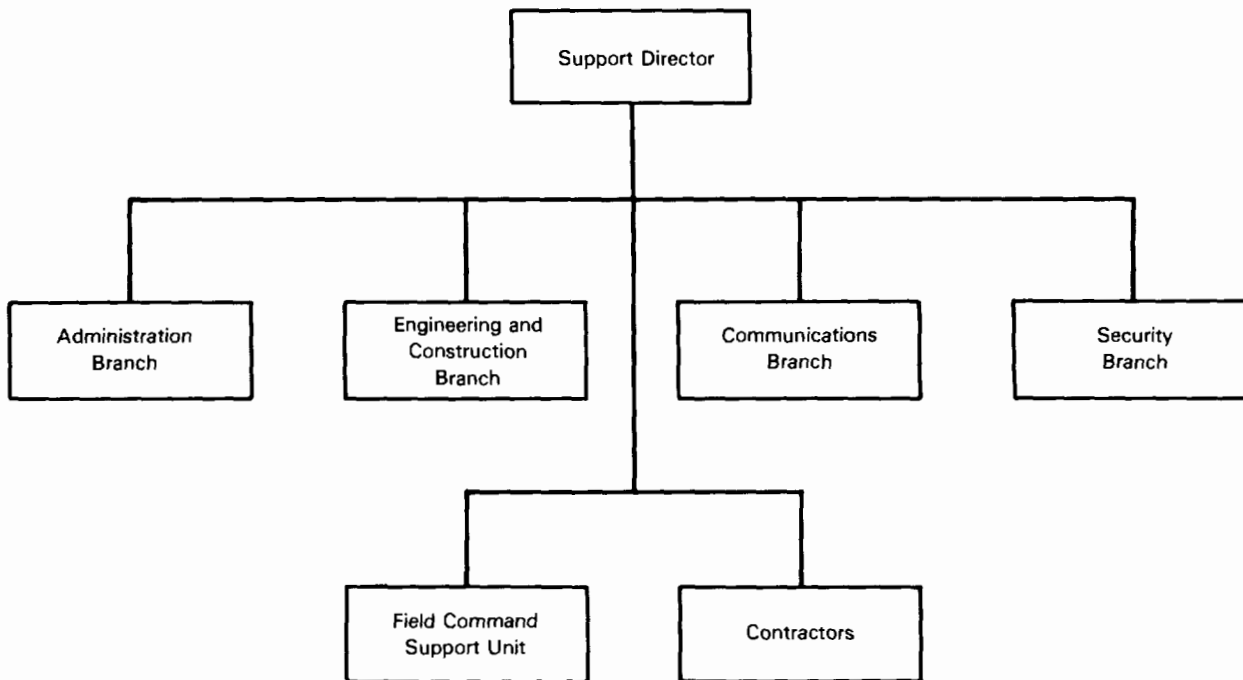 Support Director
Administration
Branch
Engineering and
Construction
Branch
Communications
Branch
Security
Branch
Field Command
Support Unit
Contractors